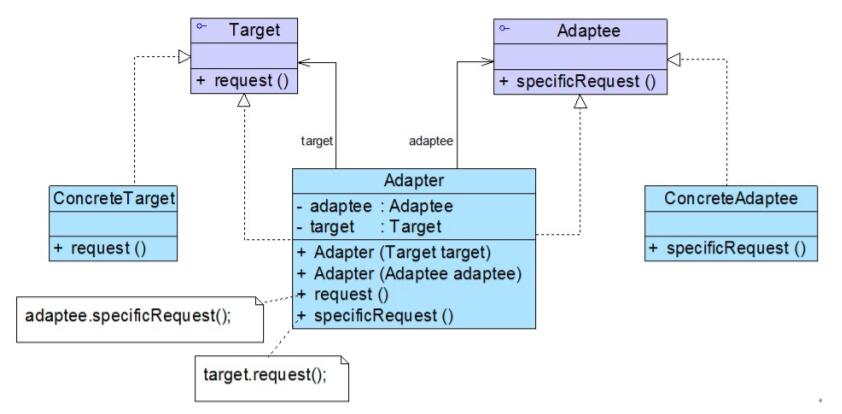 Target
+ request ()
Adaptee
+ specificRequest ()
target
adaptee
ConcreteTarget
+ request ()
Adapter
- adaptee : Adaptee
- target : Target
+ Adapter (Target target)
+ Adapter (Adaptee adaptee)
+ request ()
+ specificRequest ()
ConcreteAdaptee
+ specificRequest ()
adaptee.specificRequest();
target.request();